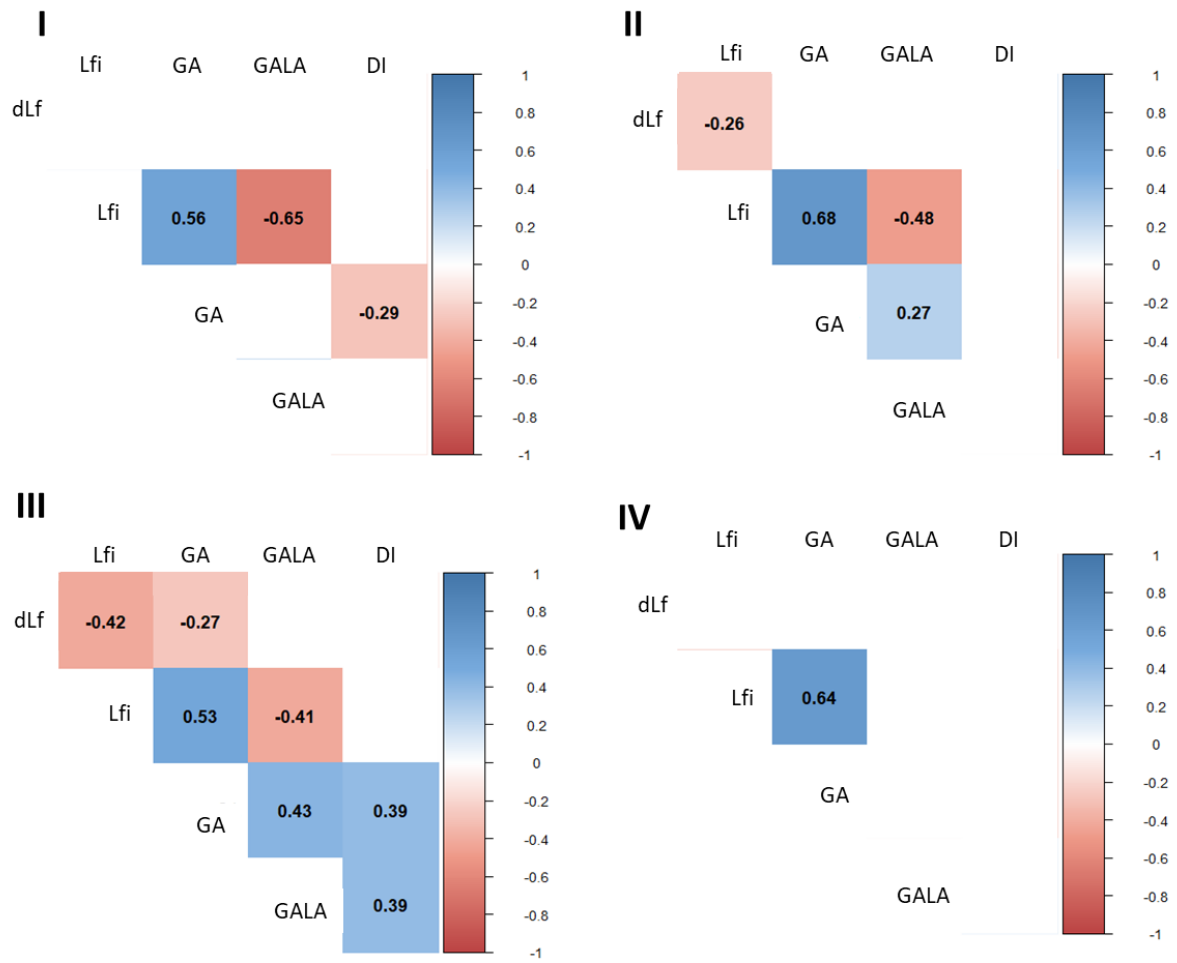 I
Lfi GA GALA DI
dLf
Lfi 0.56 -0.65
GA -0.29
GALA
1
0.8
0.6
0.4
0.2
0
-0.2
-0.4
-0.6
-0.8
-1
II
Lfi GA GALA DI
dLf -0.26
Lfi 0.68 -0.48
GA 0.27
GALA
1
0.8
0.6
0.4
0.2
0
-0.2
-0.4
-0.6
-0.8
-1
III
Lfi GA GALA DI
dLf -0.42 -0.27
Lfi 0.53 -0.41
GA 0.43 0.39
GALA 0.39
1
0.8
0.6
0.4
0.2
0
-0.2
-0.4
-0.6
-0.8
-1
IV
Lfi GA GALA DI
dLf
Lfi 0.64
GA
GALA
1
0.8
0.6
0.4
0.2
0
-0.2
-0.4
-0.6
-0.8
-1